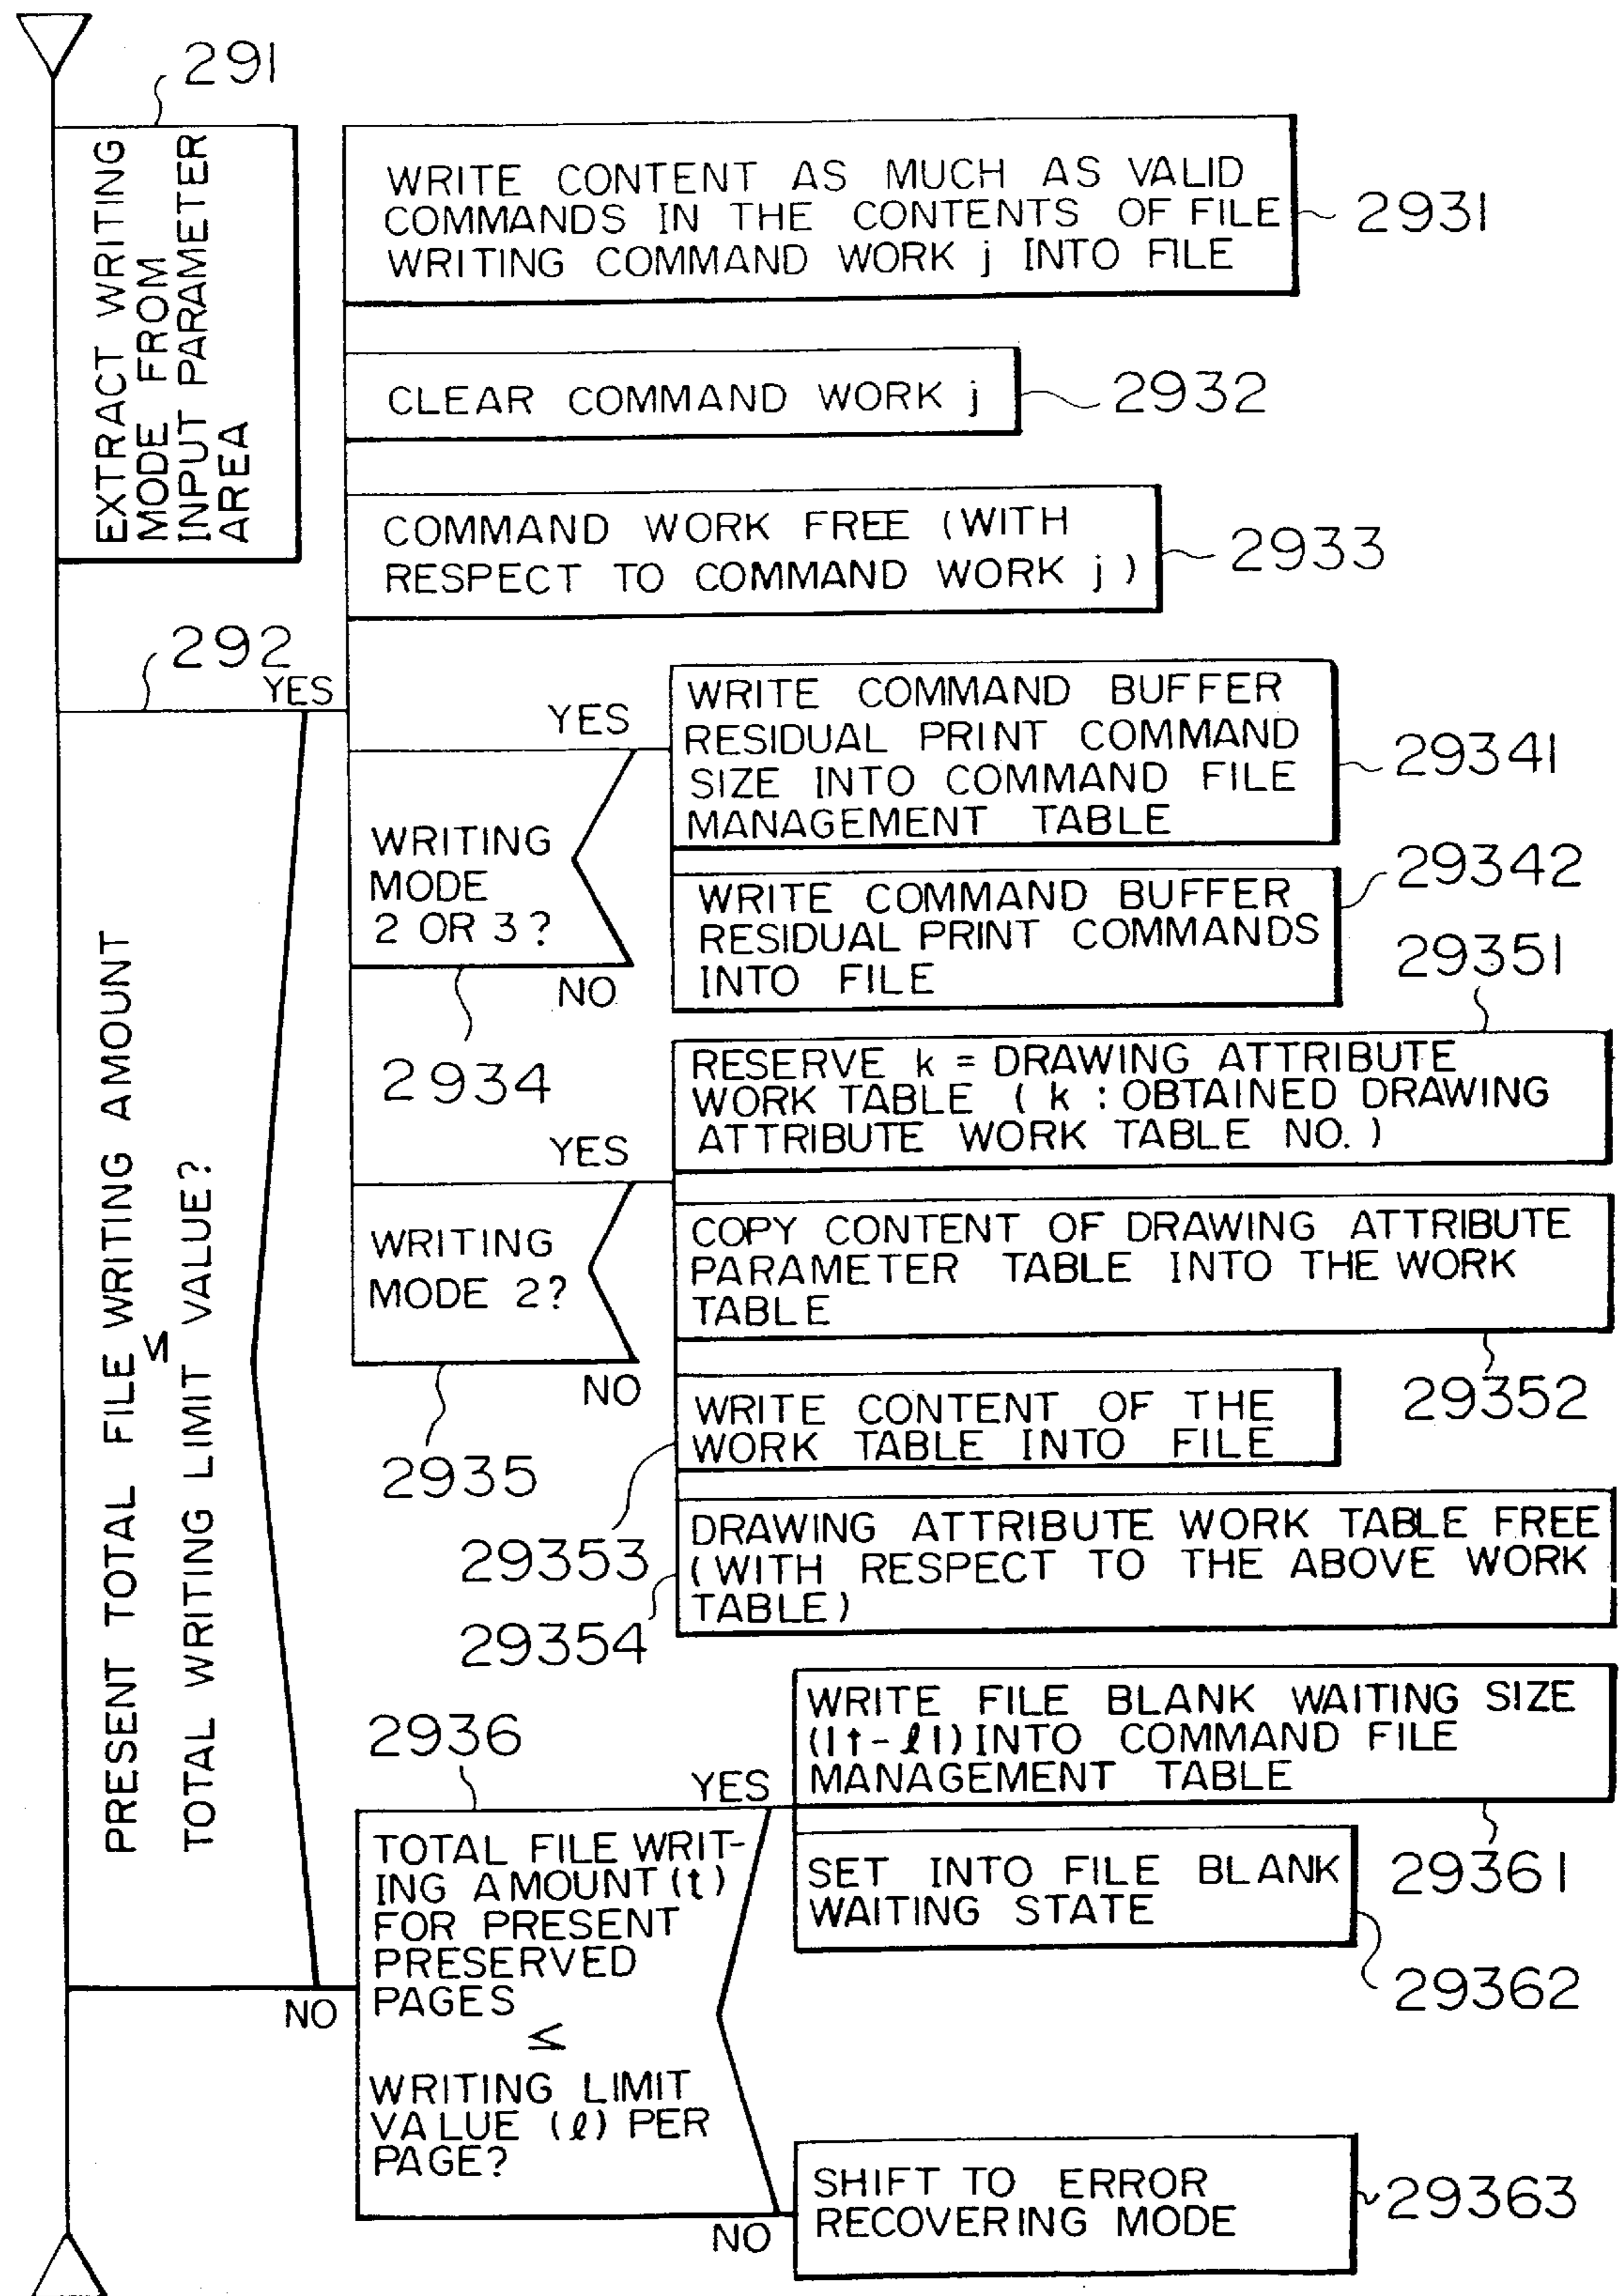 291
EXTRACT WRITING
MODE FROM
INPUT PARAMETER
AREA
WRITE CONTENT AS MUCH AS VALID
COMMANDS IN THE CONTENTS OF FILE
WRITING COMMAND WORK j INTO FILE
2931
CLEAR COMMAND WORK j
2932
COMMAND WORK FREE (WITH
RESPECT TO COMMAND WORK j )
2933
292
YES
PRESENT TOTAL FILE WRITING AMOUNT
≤
TOTAL WRITING LIMIT VALUE?
NO
YES
WRITING
MODE
2 OR 3?
NO
2934
WRITE COMMAND BUFFER
RESIDUAL PRINT COMMAND
SIZE INTO COMMAND FILE
MANAGEMENT TABLE
29341
WRITE COMMAND BUFFER
RESIDUAL PRINT COMMANDS
INTO FILE
29342
29351
RESERVE k = DRAWING ATTRIBUTE
WORK TABLE ( k : OBTAINED DRAWING
ATTRIBUTE WORK TABLE NO. )
YES
WRITING
MODE 2?
NO
2935
COPY CONTENT OF DRAWING ATTRIBUTE
PARAMETER TABLE INTO THE WORK
TABLE
29352
WRITE CONTENT OF THE
WORK TABLE INTO FILE
29353
DRAWING ATTRIBUTE WORK TABLE FREE
(WITH RESPECT TO THE ABOVE WORK
TABLE)
29354
2936
YES
TOTAL FILE WRIT-
ING AMOUNT (t)
FOR PRESENT
PRESERVED
PAGES
≤
WRITING LIMIT
VALUE (ℓ) PER
PAGE?
NO
WRITE FILE BLANK WAITING SIZE
(|t-ℓ|) INTO COMMAND FILE
MANAGEMENT TABLE
29361
SET INTO FILE BLANK
WAITING STATE
29362
SHIFT TO ERROR
RECOVERING MODE
29363